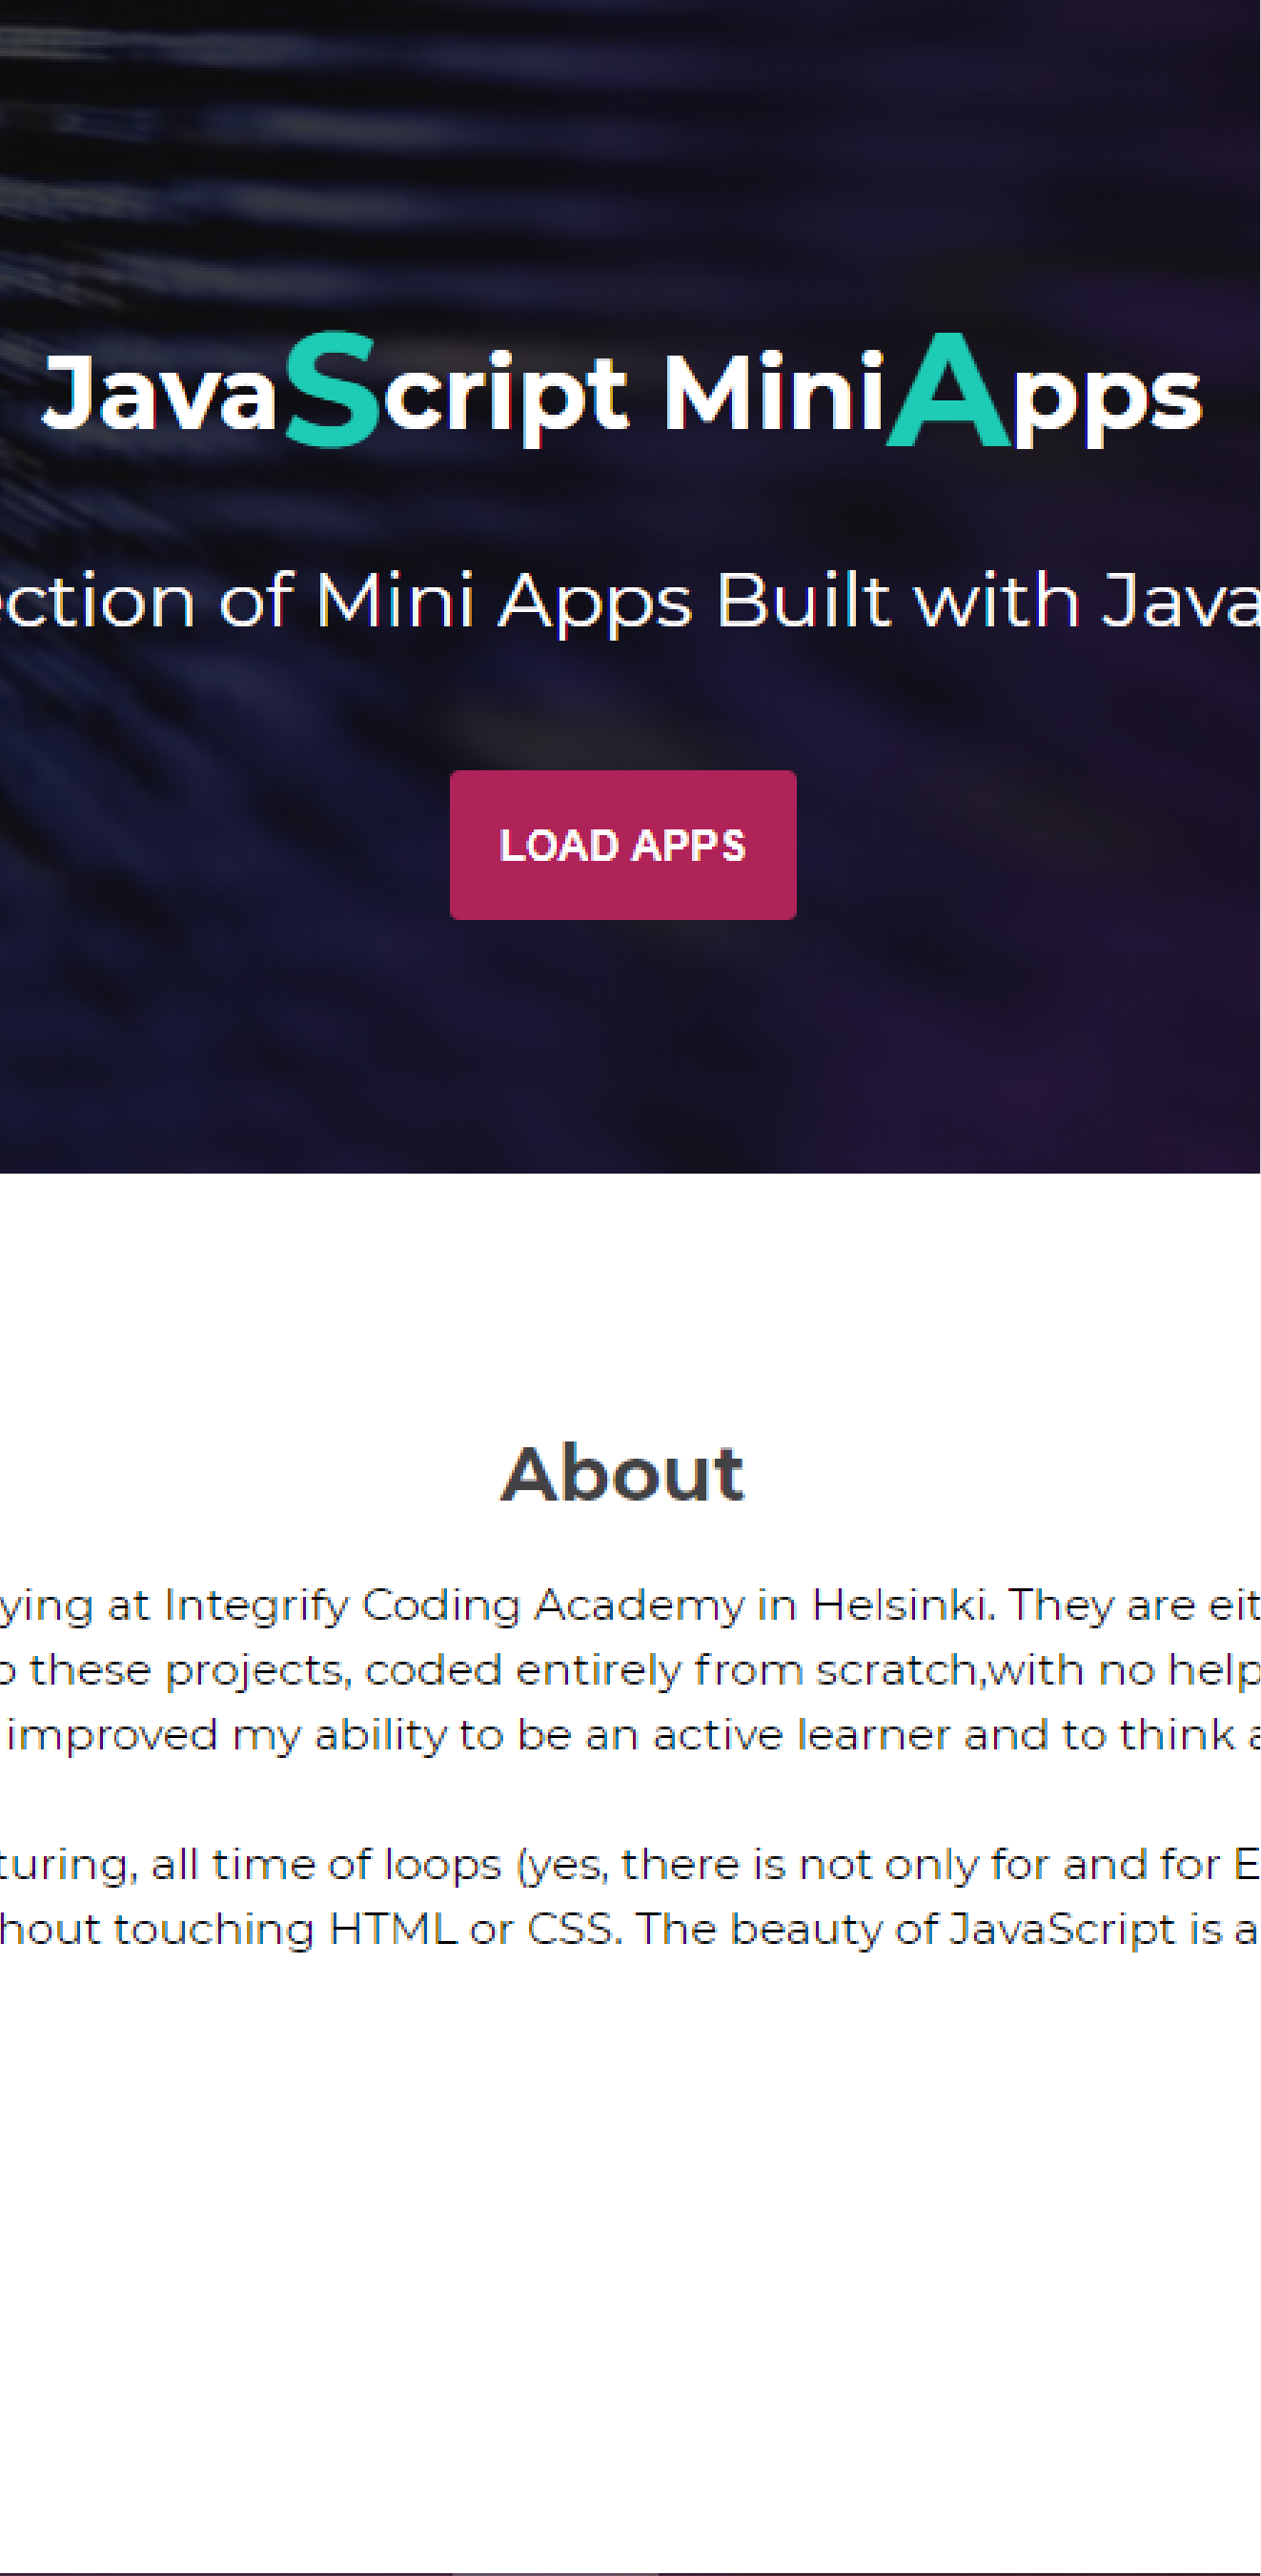 JavaScript MiniApps
ction of Mini Apps Built with Java
LOAD APPS
About
ying at Integrify Coding Academy in Helsinki. They are eit
these projects, coded entirely from scratch,with no help
improved my ability to be an active learner and to think a
turing, all time of loops (yes, there is not only for and for E
hout touching HTML or CSS. The beauty of JavaScript is a